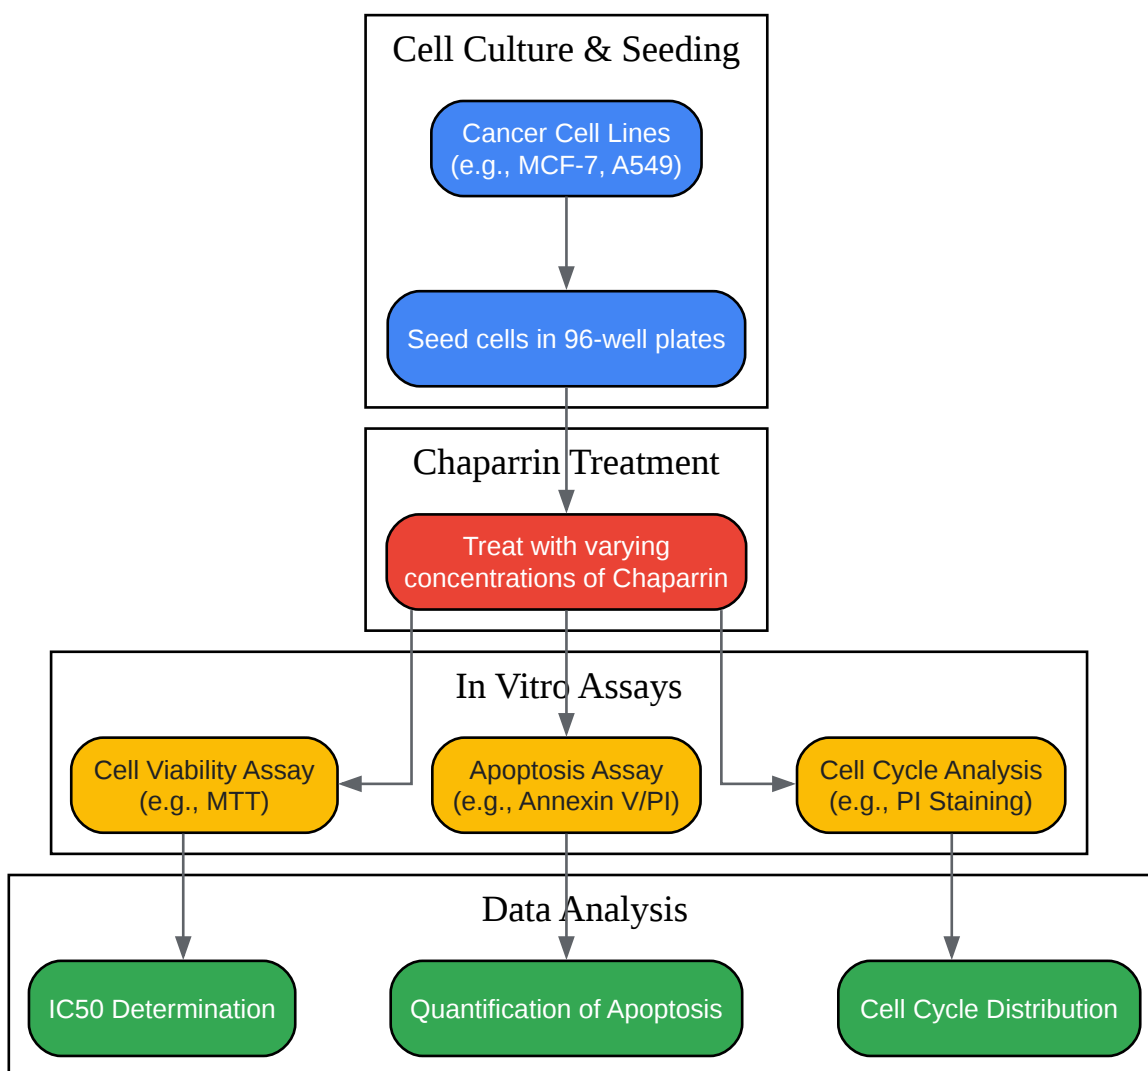 Cell Culture & Seeding
Cancer Cell Lines
(e.g., MCF-7, A549)
Seed cells in 96-well plates
Chaparrin Treatment
Treat with varying
concentrations of Chaparrin
In Vitro Assays
Cell Viability Assay
(e.g., MTT)
Apoptosis Assay
(e.g., Annexin V/PI)
Cell Cycle Analysis
(e.g., PI Staining)
Data Analysis
IC50 Determination
Quantification of Apoptosis
Cell Cycle Distribution